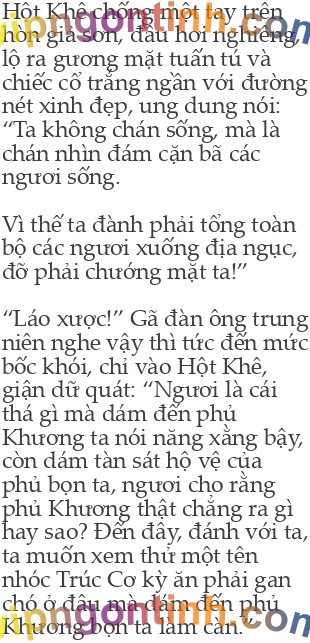 Hột Khê chống một tay trên
hòn giả sơn, đầu hơi nghiêng,
lộ ra gương mặt tuấn tú và
chiếc cổ trắng ngần với đường
nét xinh đẹp, ung dung nói:
“Ta không chán sống, mà là
chán nhìn đám cặn bã các
ngươi sống.
Vì thế ta đành phải tổng toàn
bộ các ngươi xuống địa ngục,
đỡ phải chướng mặt ta!”
“Láo xược!” Gã đàn ông trung
niên nghe vậy thì tức đến mức
bốc khói, chỉ vào Hột Khê,
giận dữ quát: “Ngươi là cái
thá gì mà dám đến phủ
Khương ta nói năng xằng bậy,
còn dám tàn sát hộ vệ của
phủ bọn ta, ngươi cho rằng
phủ Khương thật chẳng ra gì
hay sao? Đến đây, đánh với ta,
ta muốn xem thử một tên
nhóc Trúc Cơ kỳ ăn phải gan
chó ở đâu mà dám đến phủ
Khương bọn ta làm càn.”
vipngontinh.com
vipngontinh.com